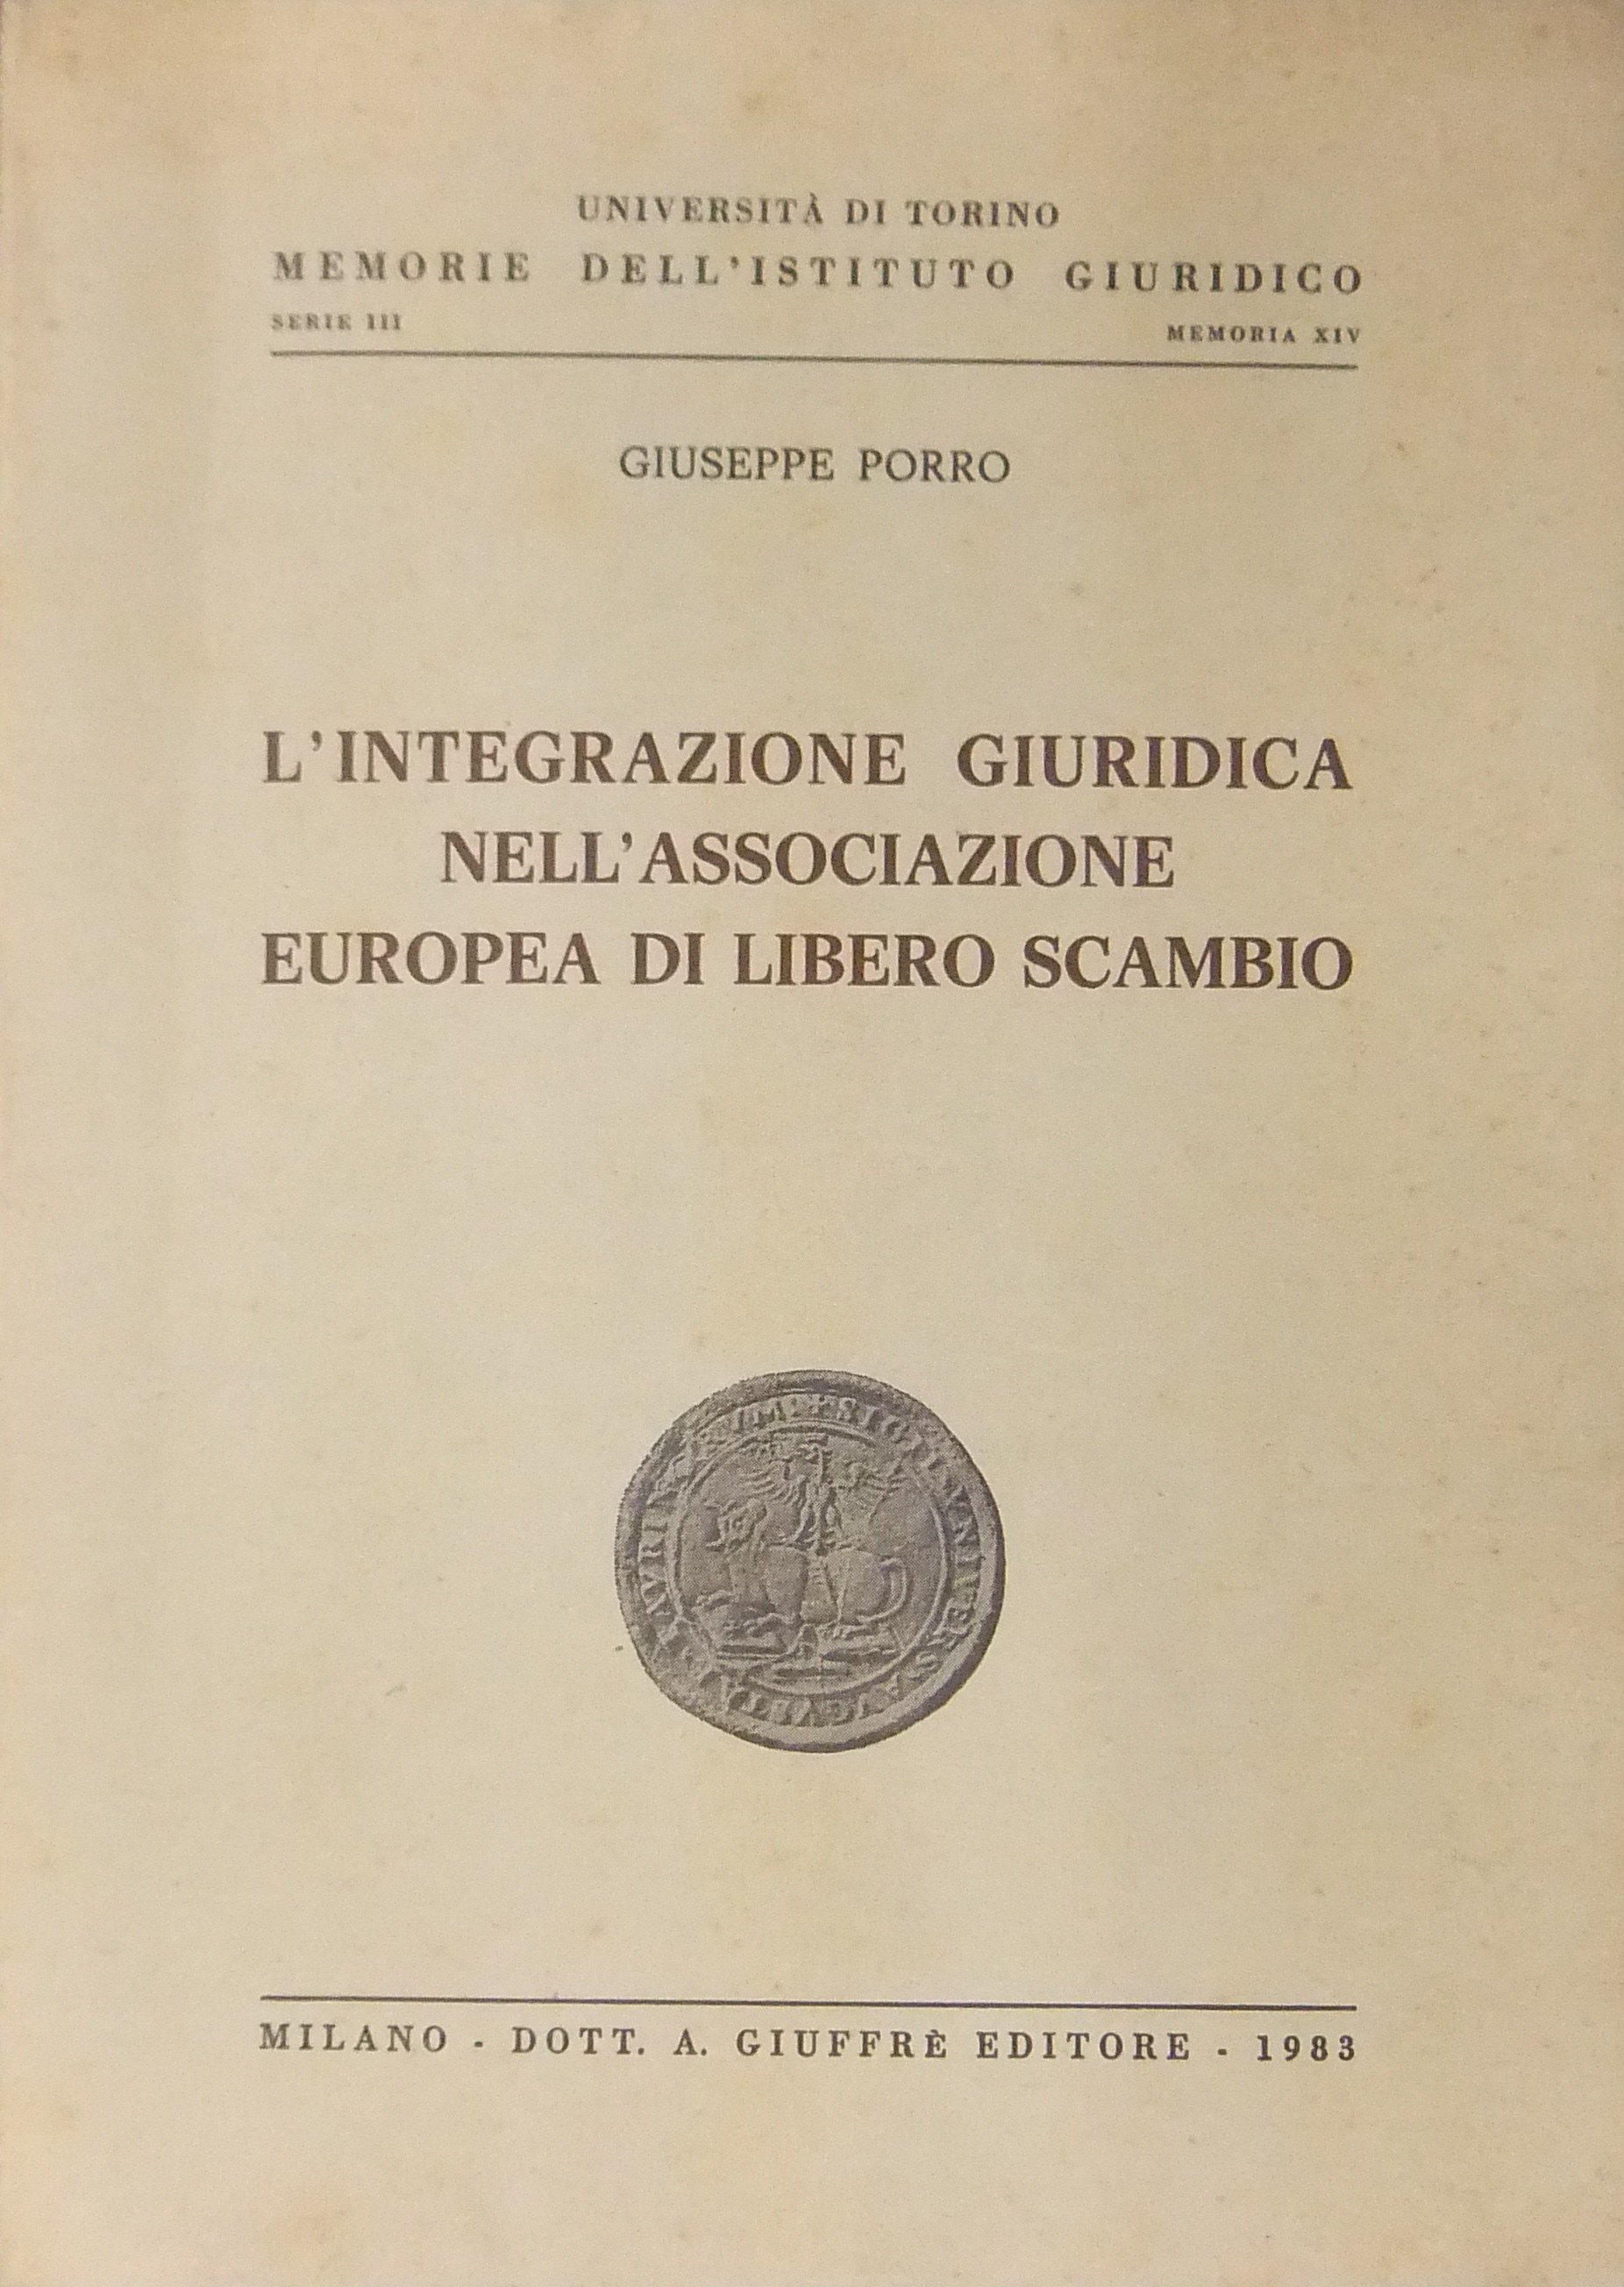 UNIVERSITÀ DI TORINO
MEMORIE DELL'ISTITUTO GIURIDICO
SERIE III MEMORIA XIV
GIUSEPPE PORRO
L'INTEGRAZIONE GIURIDICA
NELL'ASSOCIAZIONE
EUROPEA DI LIBERO SCAMBIO
MILANO - DOTT. A. GIUFFRÈ EDITORE - 1983